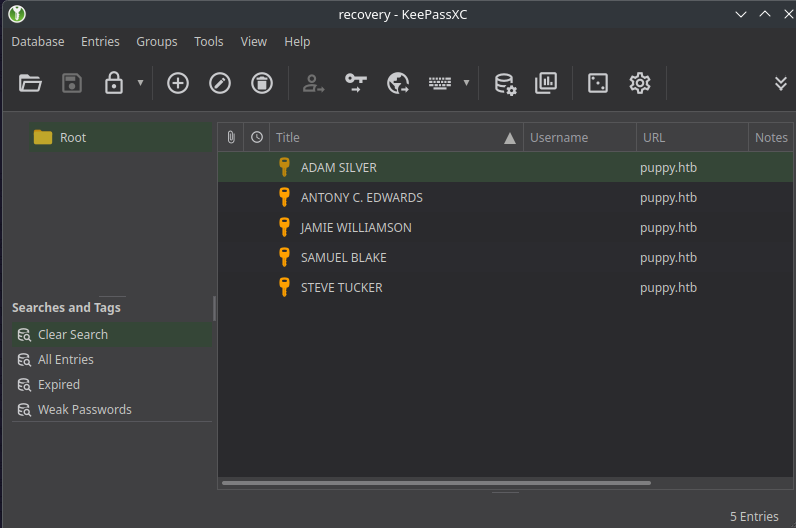 recovery - KeePassXC
Database Entries Groups Tools View Help
Root
Title Username URL Notes
ADAM SILVER puppy.htb
ANTONY C. EDWARDS puppy.htb
JAMIE WILLIAMSON puppy.htb
SAMUEL BLAKE puppy.htb
STEVE TUCKER puppy.htb
Searches and Tags
Clear Search
All Entries
Expired
Weak Passwords
5 Entries